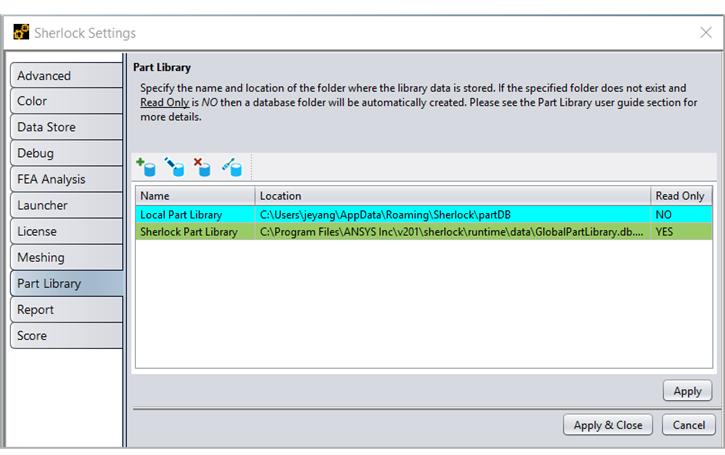 Sherlock Settings
Advanced
Color
Data Store
Debug
FEA Analysis
Launcher
License
Meshing
Part Library
Report
Score
Part Library
Specify the name and location of the folder where the library data is stored. If the specified folder does not exist and
Read Only is NO then a database folder will be automatically created. Please see the Part Library user guide section for
more details.
Name Location Read Only
Local Part Library C:\Users\jeyang\AppData\Roaming\Sherlock\partDB NO
Sherlock Part Library C:\Program Files\ANSYS Inc\v201\sherlock\runtime\data\GlobalPartLibrary.db.... YES
Apply
Apply & Close Cancel